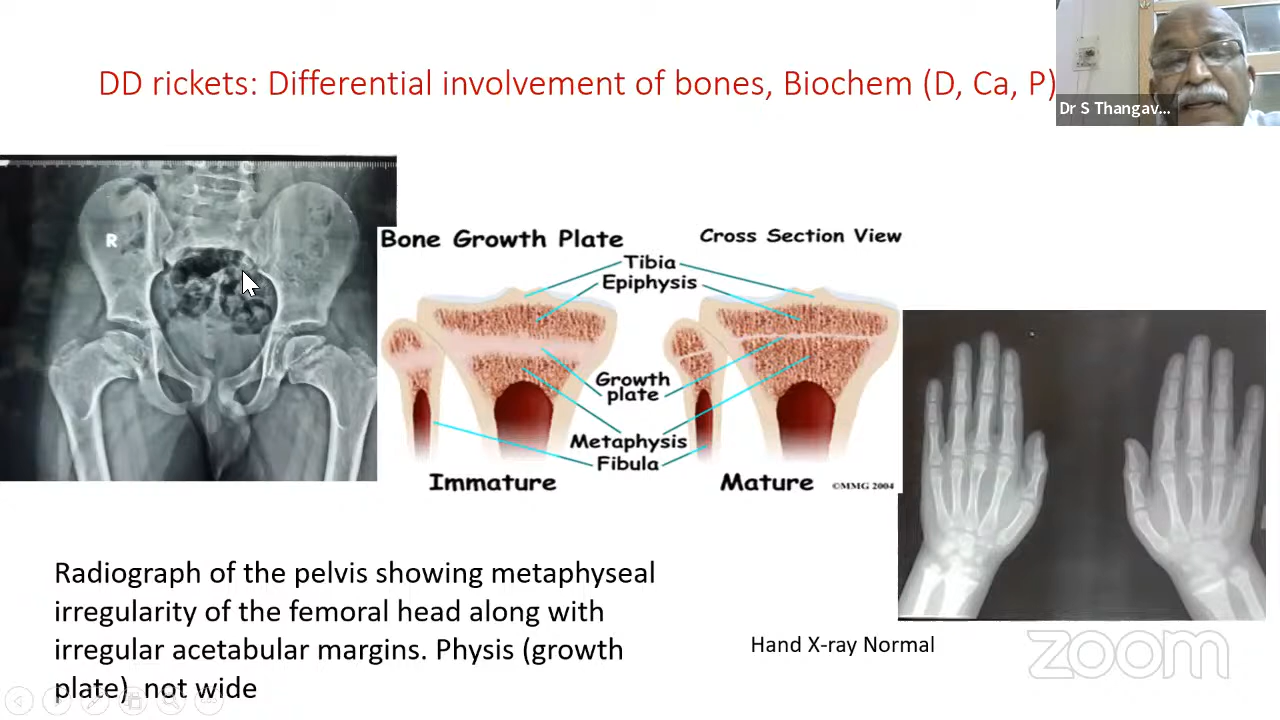 DD rickets: Differential involvement of bones, Biochem (D, Ca, P)
Dr S Thangav...
R
Bone Growth Plate
Cross Section View
Tibia
Epiphysis
Growth
plate
Metaphysis
Fibula
Immature
Mature
©MMG 2004
Radiograph of the pelvis showing metaphyseal
irregularity of the femoral head along with
irregular acetabular margins. Physis (growth
plate) not wide
Hand X-ray Normal
zoom